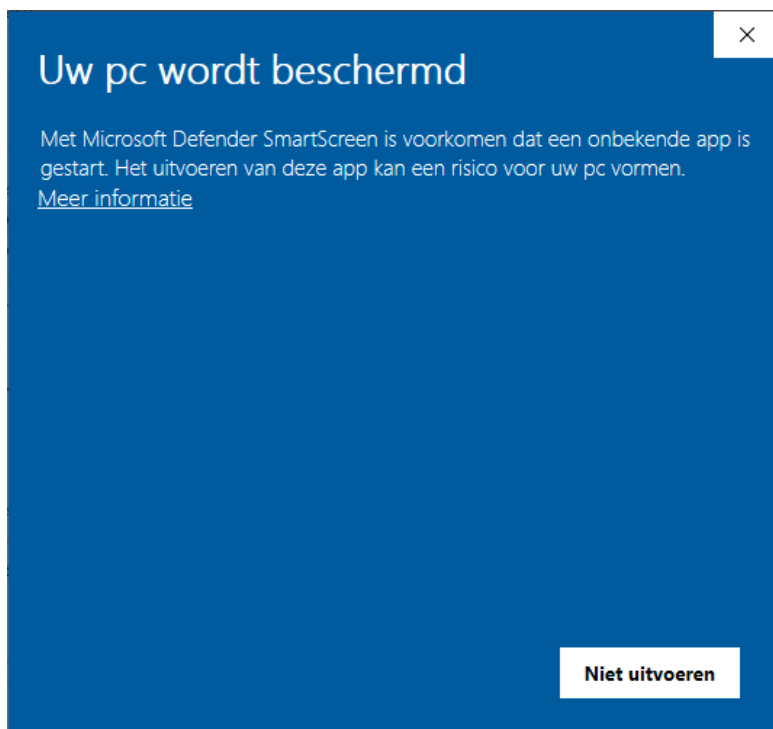 Uw pc wordt beschermd
Met Microsoft Defender SmartScreen is voorkomen dat een onbekende app is
gestart. Het uitvoeren van deze app kan een risico voor uw pc vormen.
Meer informatie
Niet uitvoeren